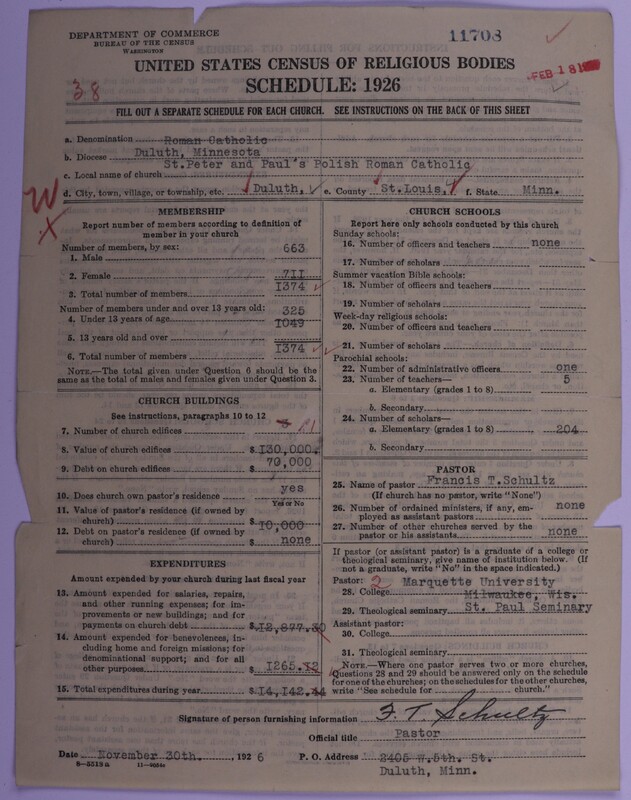 DEPARTMENT OF COMMERCE
BUREAU OF THE CENSUS
WASHINGTON
11708
FEB 18
UNITED STATES CENSUS OF RELIGIOUS BODIES
SCHEDULE: 1926
38
FILL OUT A SEPARATE SCHEDULE FOR EACH CHURCH. SEE INSTRUCTIONS ON THE BACK OF THIS SHEET
a. Denomination Roman Catholic
b. Diocese Duluth, Minnesota
c. Local name of church St.Peter and Paul's Polish Roman Catholic
d. City, town, village, or township, etc. Duluth, e. County St.Louis, f. State Minn.
W
X
MEMBERSHIP
Report number of members according to definition of
member in your church
Number of members, by sex:
1. Male 663
2. Female 711
3. Total number of members 1374
Number of members under and over 13 years old:
4. Under 13 years of age 325
5. 13 years old and over 1049
6. Total number of members 1374
NOTE.—The total given under Question 6 should be the
same as the total of males and females given under Question 3.
CHURCH BUILDINGS
See instructions, paragraphs 10 to 12
7. Number of church edifices 1
8. Value of church edifices $130,000.
9. Debt on church edifices $ 70,000
10. Does church own pastor's residence yes
Yes or No
11. Value of pastor's residence (if owned by
church) $ 10,000
12. Debt on pastor's residence (if owned by
church) $ none
EXPENDITURES
Amount expended by your church during last fiscal year
13. Amount expended for salaries, repairs,
and other running expenses; for im-
provements or new buildings; and for
payments on church debt $12,877.30
14. Amount expended for benevolences, in-
cluding home and foreign missions; for
denominational support; and for all
other purposes $ 1265.12
15. Total expenditures during year $14,142.
CHURCH SCHOOLS
Report here only schools conducted by this church
Sunday schools:
16. Number of officers and teachers none
17. Number of scholars
Summer vacation Bible schools:
18. Number of officers and teachers
19. Number of scholars
Week-day religious schools:
20. Number of officers and teachers
21. Number of scholars
Parochial schools:
22. Number of administrative officers one
23. Number of teachers—
a. Elementary (grades 1 to 8) 5
b. Secondary
24. Number of scholars—
a. Elementary (grades 1 to 8) 204
b. Secondary
PASTOR
25. Name of pastor Francis T.Schultz
(If church has no pastor, write "None")
26. Number of ordained ministers, if any, em-
ployed as assistant pastors none
27. Number of other churches served by the
pastor or his assistants none
If pastor (or assistant pastor) is a graduate of a college or
theological seminary, give name of institution below. (If
not a graduate, write "No" in the space indicated.)
Pastor: 2 Marquette University
28. College Milwaukee, Wis.
29. Theological seminary St. Paul Seminary
Assistant pastor:
30. College
31. Theological seminary
NOTE.—Where one pastor serves two or more churches,
Questions 28 and 29 should be answered only on the schedule
for one of the churches; on the schedules for the other churches,
write "See schedule for church."
Signature of person furnishing information F. T. Schultz
Official title Pastor
Date November 30th. , 1926 P. O. Address 2405 W.5th. St.
Duluth, Minn.
8—5319a